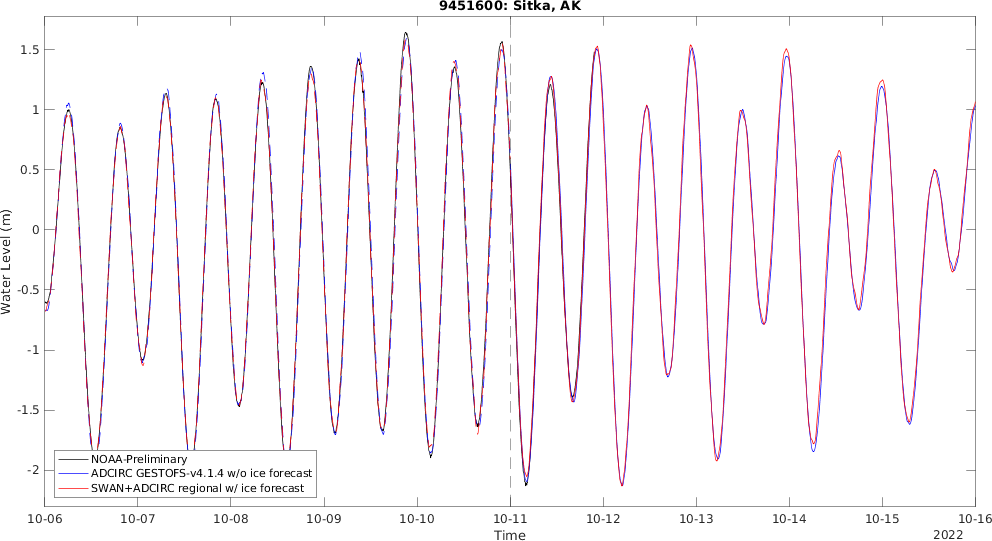 9451600: Sitka, AK
Water Level (m)
1.5
1
0.5
0
-0.5
-1
-1.5
-2
NOAA-Preliminary
ADCIRC GESTOFS-v4.1.4 w/o ice forecast
SWAN+ADCIRC regional w/ ice forecast
10-06 10-07 10-08 10-09 10-10 10-11 10-12 10-13 10-14 10-15 10-16
Time
2022